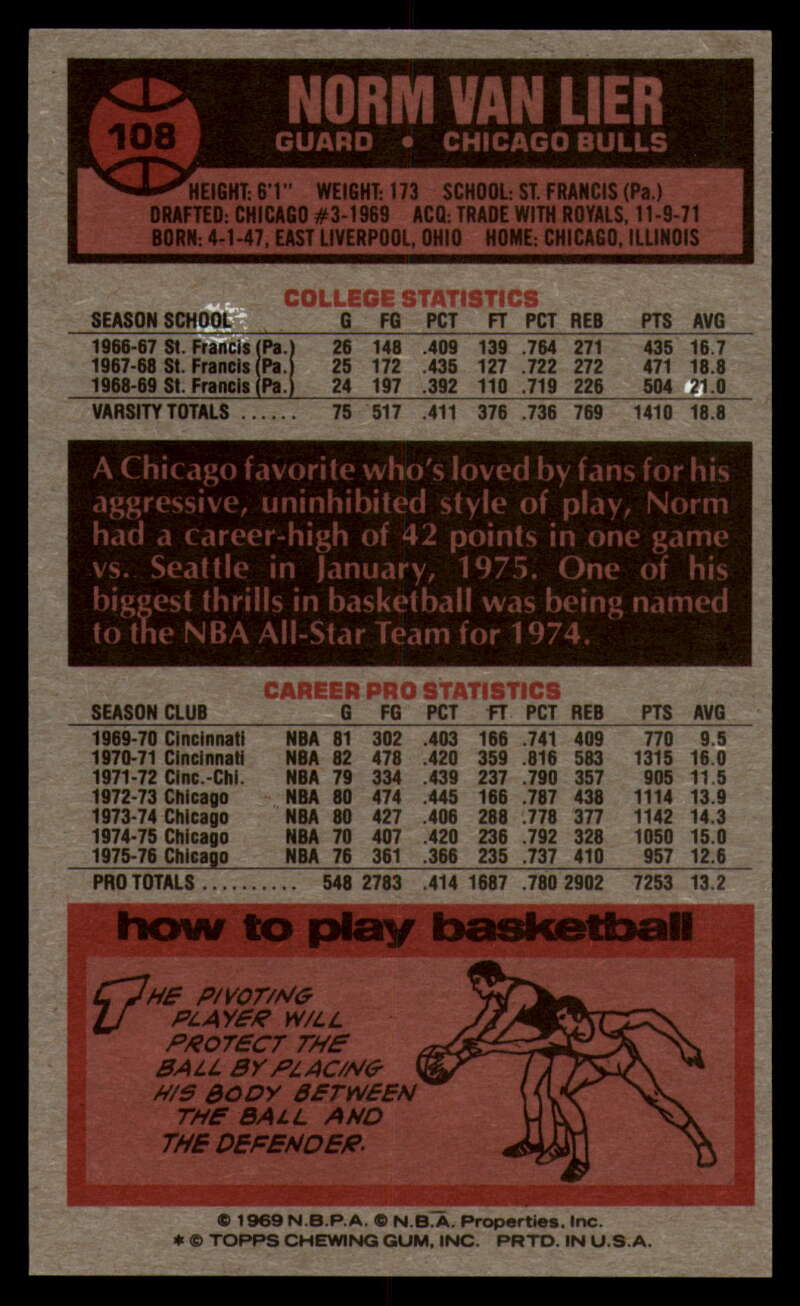 108
NORM VAN LIER
GUARD • CHICAGO BULLS
HEIGHT: 6'1" WEIGHT: 173 SCHOOL: ST. FRANCIS (Pa.)
DRAFTED: CHICAGO #3-1969 ACQ: TRADE WITH ROYALS, 11-9-71
BORN: 4-1-47, EAST LIVERPOOL, OHIO HOME: CHICAGO, ILLINOIS
COLLEGE STATISTICS
SEASON SCHOOL G FG PCT FT PCT REB PTS AVG
1966-67 St. Francis (Pa.) 26 148 .409 139 .764 271 435 16.7
1967-68 St. Francis (Pa.) 25 172 .435 127 .722 272 471 18.8
1968-69 St. Francis (Pa.) 24 197 .392 110 .719 226 504 21.0
VARSITY TOTALS ...... 75 517 .411 376 .736 769 1410 18.8
A Chicago favorite who's loved by fans for his
aggressive, uninhibited style of play, Norm
had a career-high of 42 points in one game
vs. Seattle in January, 1975. One of his
biggest thrills in basketball was being named
to the NBA All-Star Team for 1974.
CAREER PRO STATISTICS
SEASON CLUB G FG PCT FT PCT REB PTS AVG
1969-70 Cincinnati NBA 81 302 .403 166 .741 409 770 9.5
1970-71 Cincinnati NBA 82 478 .420 359 .816 583 1315 16.0
1971-72 Cinc.-Chi. NBA 79 334 .439 237 .790 357 905 11.5
1972-73 Chicago NBA 80 474 .445 166 .787 438 1114 13.9
1973-74 Chicago NBA 80 427 .406 288 .778 377 1142 14.3
1974-75 Chicago NBA 70 407 .420 236 .792 328 1050 15.0
1975-76 Chicago NBA 76 361 .366 235 .737 410 957 12.6
PRO TOTALS .......... 548 2783 .414 1687 .780 2902 7253 13.2
how to play basketball
THE PIVOTING
PLAYER WILL
PROTECT THE
BALL BY PLACING
HIS BODY BETWEEN
THE BALL AND
THE DEFENDER.
© 1969 N.B.P.A. © N.B.A. Properties, Inc.
* © TOPPS CHEWING GUM, INC. PRTD. IN U.S.A.